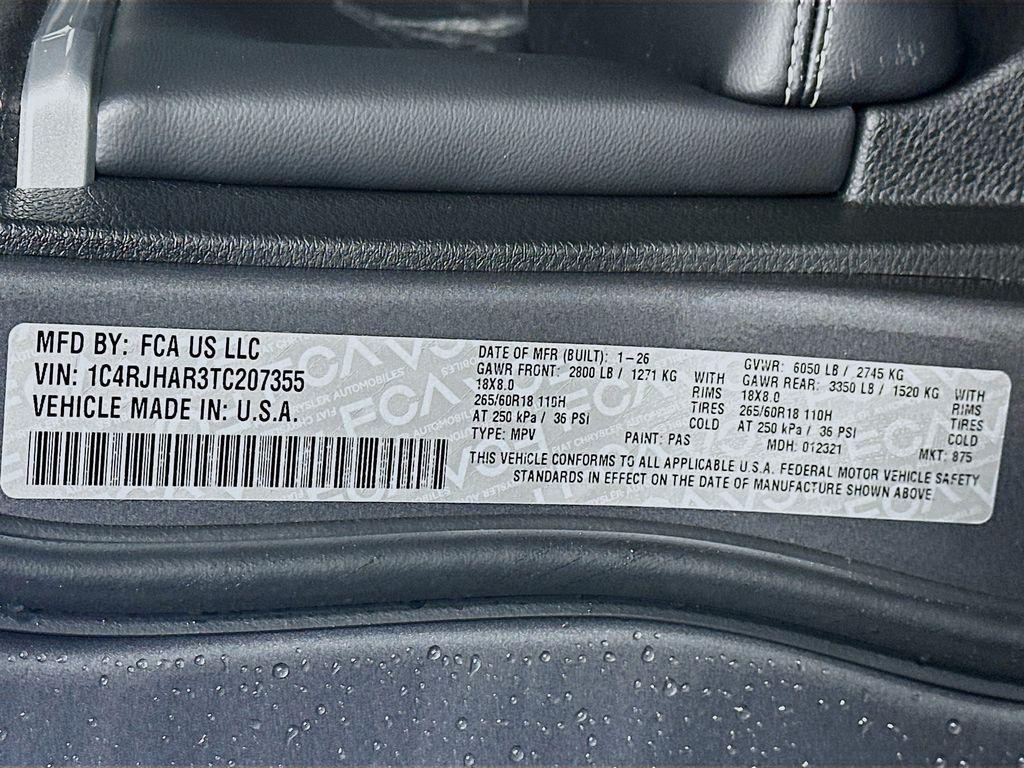 MFD BY: FCA US LLC
VIN: 1C4RJHAR3TC207355
VEHICLE MADE IN: U.S.A.
DATE OF MFR (BUILT): 1-26
GAWR FRONT: 2800 LB / 1271 KG WITH
18X8.0 RIMS
265/60R18 110H TIRES
AT 250 kPa / 36 PSI COLD
TYPE: MPV PAINT: PAS
GVWR: 6050 LB / 2745 KG
GAWR REAR: 3350 LB / 1520 KG WITH
18X8.0 RIMS
265/60R18 110H TIRES
AT 250 kPa / 36 PSI COLD
MDH: 012321 MKT: 875
THIS VEHICLE CONFORMS TO ALL APPLICABLE U.S.A. FEDERAL MOTOR VEHICLE SAFETY
STANDARDS IN EFFECT ON THE DATE OF MANUFACTURE SHOWN ABOVE.